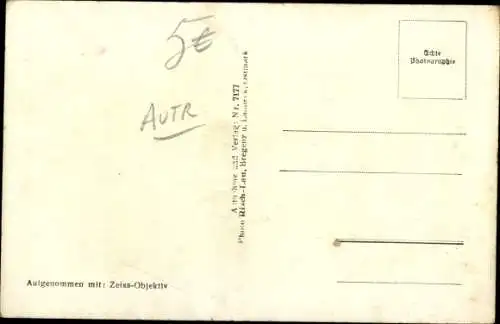 5€
AUTR
Echte
Photographie
Aufnahme und Verlag: Nr. 7177
Photo Risch-Lau, Bregenz u.
Aufgenommen mit: Zeiss-Objektiv